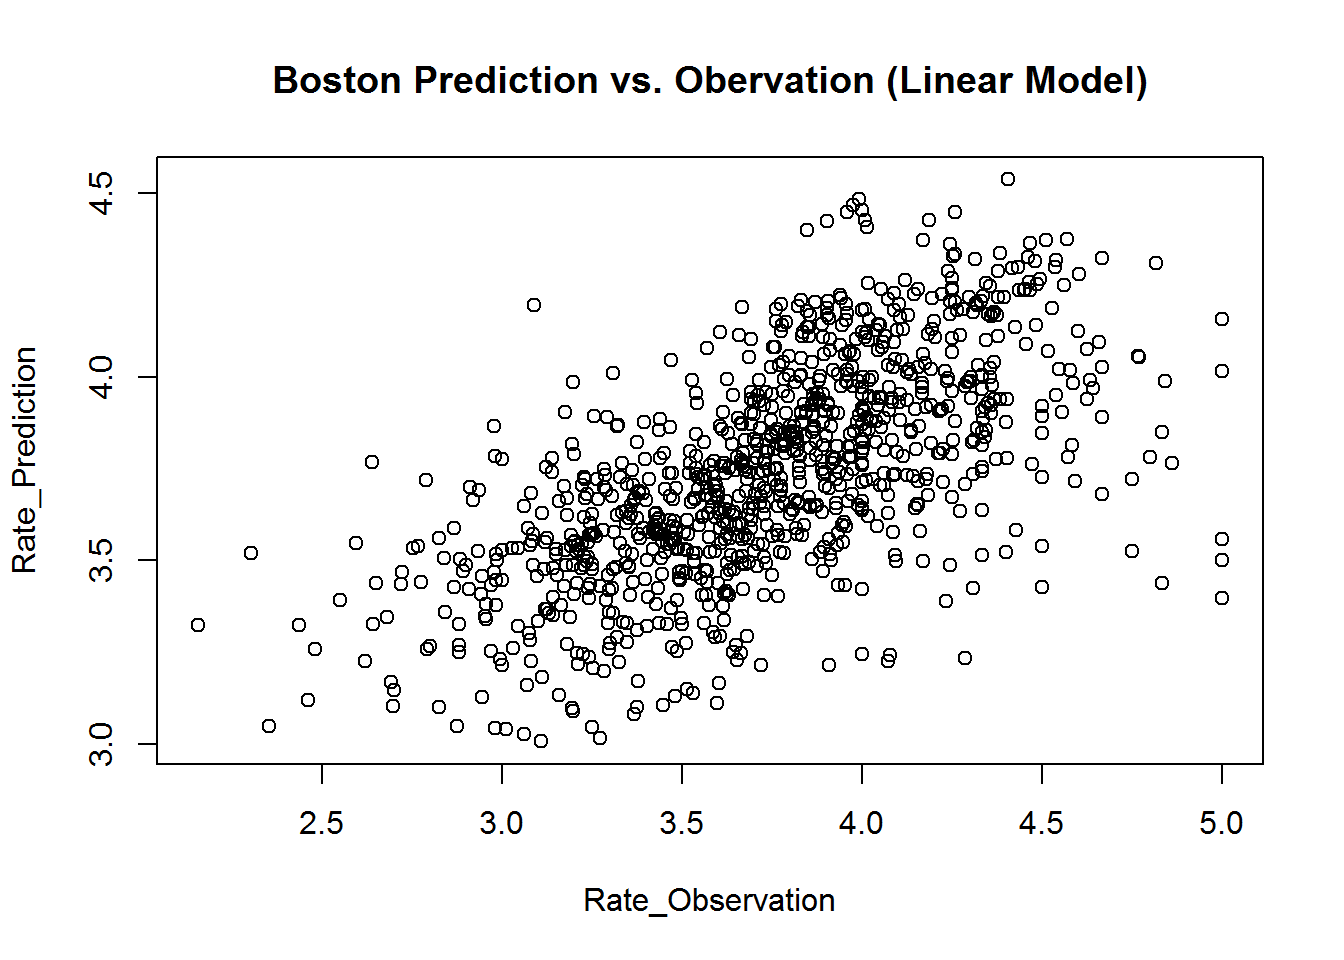 Boston Prediction vs. Obervation (Linear Model)
Rate_Prediction
4.5
4.0
3.5
3.0
2.5 3.0 3.5 4.0 4.5 5.0
Rate_Observation